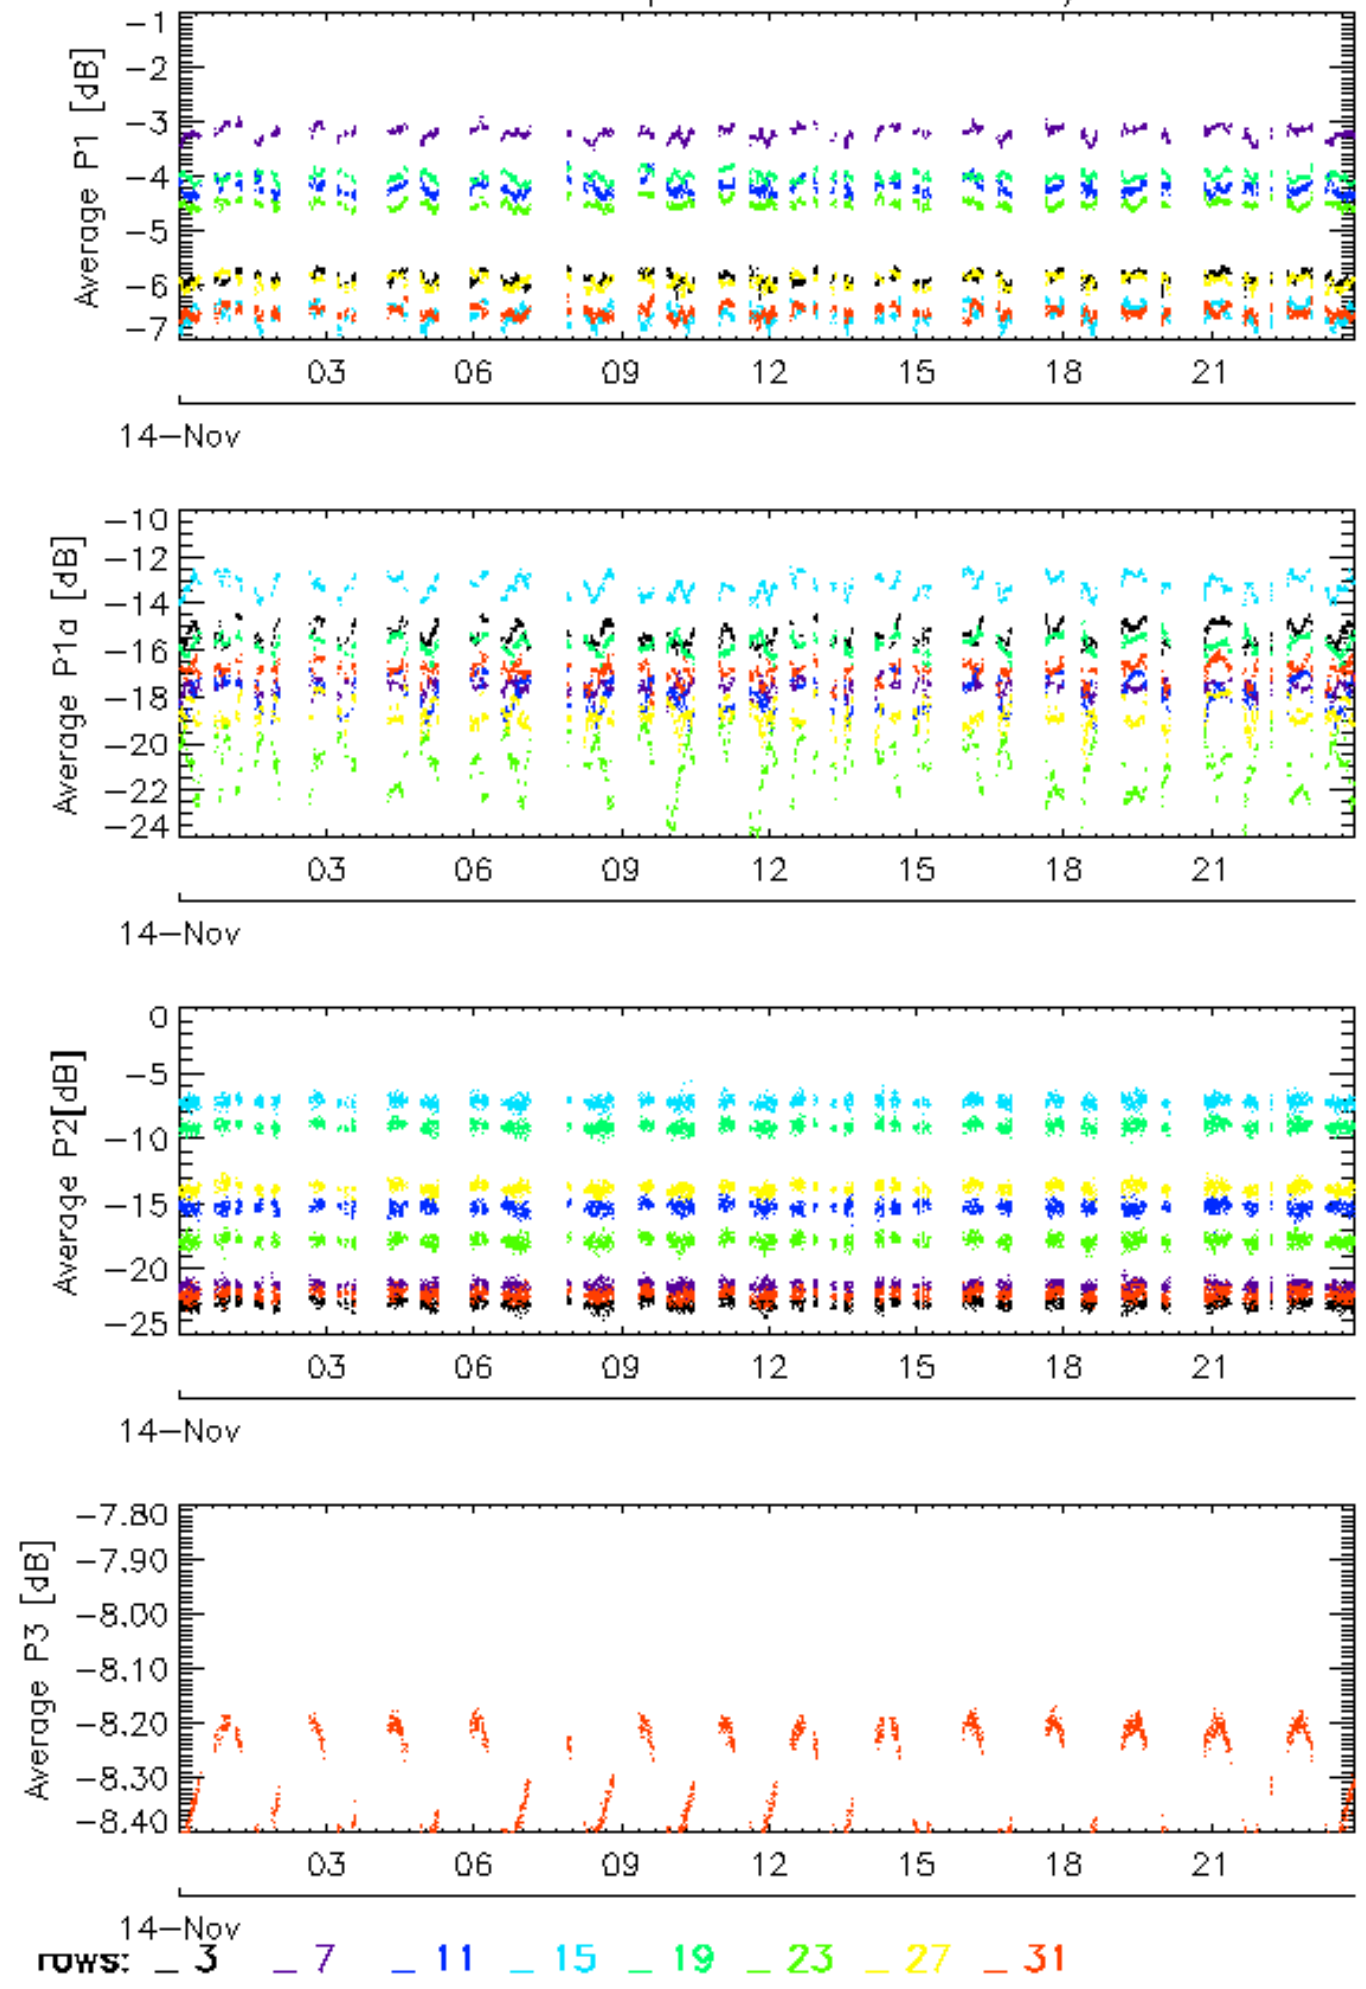 Average P1 [dB]
−1
−2
−3
−4
−5
−6
−7
03 06 09 12 15 18 21
14−Nov
Average P1a [dB]
−10
−12
−14
−16
−18
−20
−22
−24
03 06 09 12 15 18 21
14−Nov
Average P2[dB]
0
−5
−10
−15
−20
−25
03 06 09 12 15 18 21
14−Nov
Average P3 [dB]
−7.80
−7.90
−8.00
−8.10
−8.20
−8.30
−8.40
03 06 09 12 15 18 21
14−Nov
rows: _ 3 _ 7 _ 11 _ 15 _ 19 _ 23 _ 27 _ 31